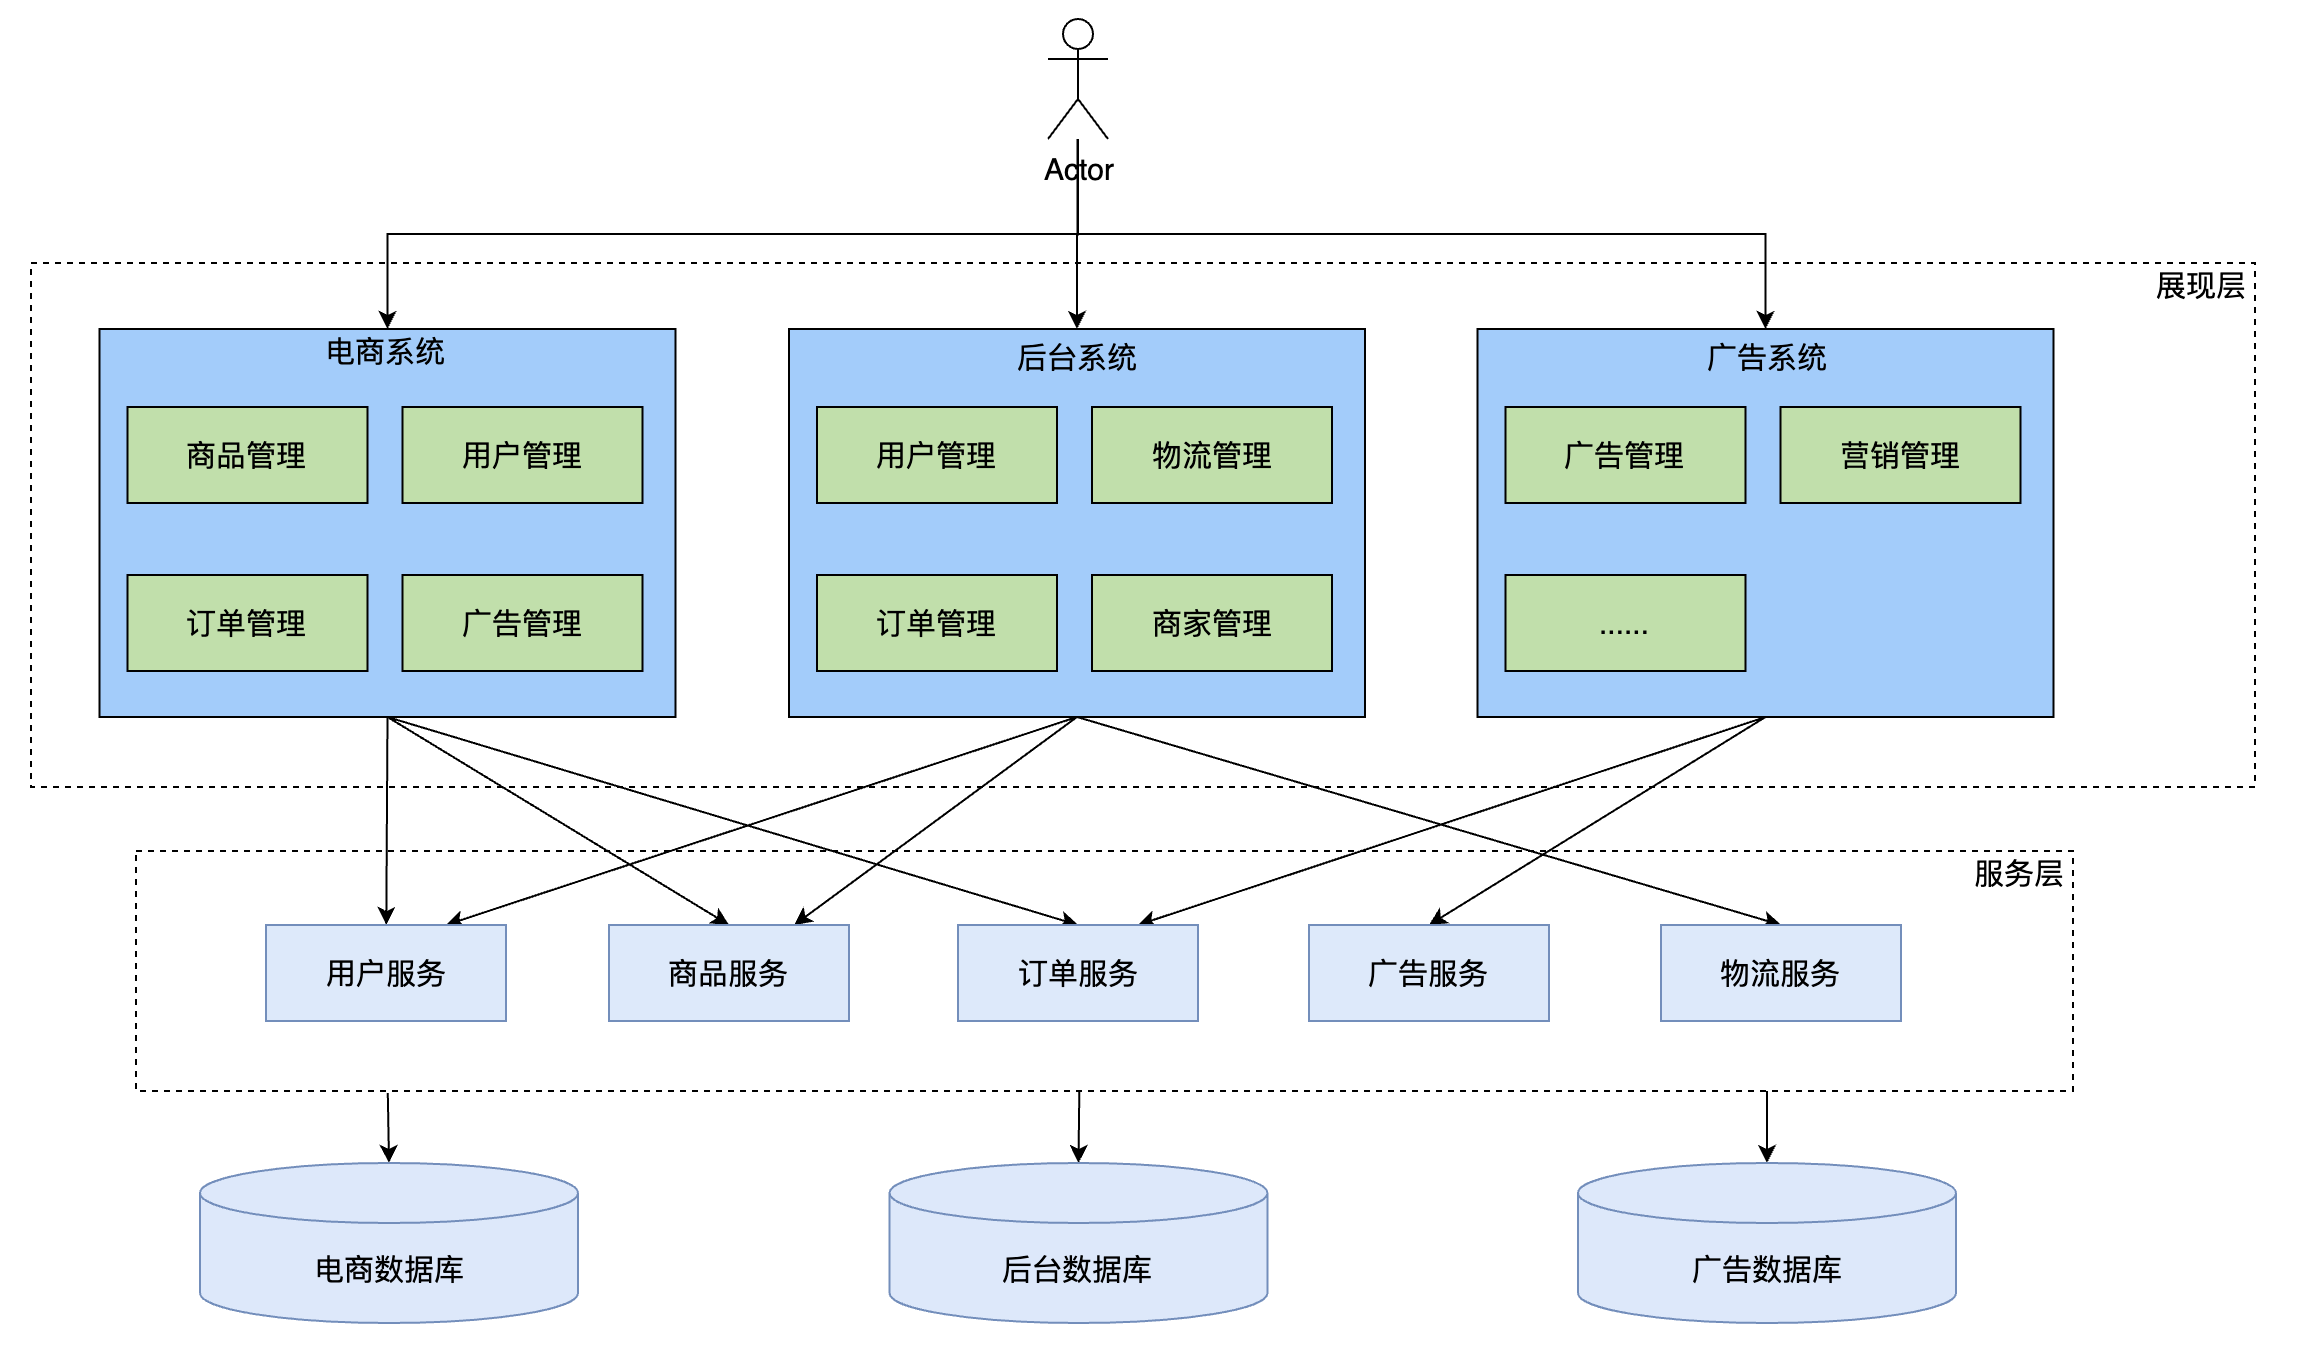 Actor
展现层
电商系统
后台系统
广告系统
商品管理
用户管理
用户管理
物流管理
广告管理
营销管理
订单管理
广告管理
订单管理
商家管理
......
服务层
用户服务
商品服务
订单服务
广告服务
物流服务
电商数据库
后台数据库
广告数据库